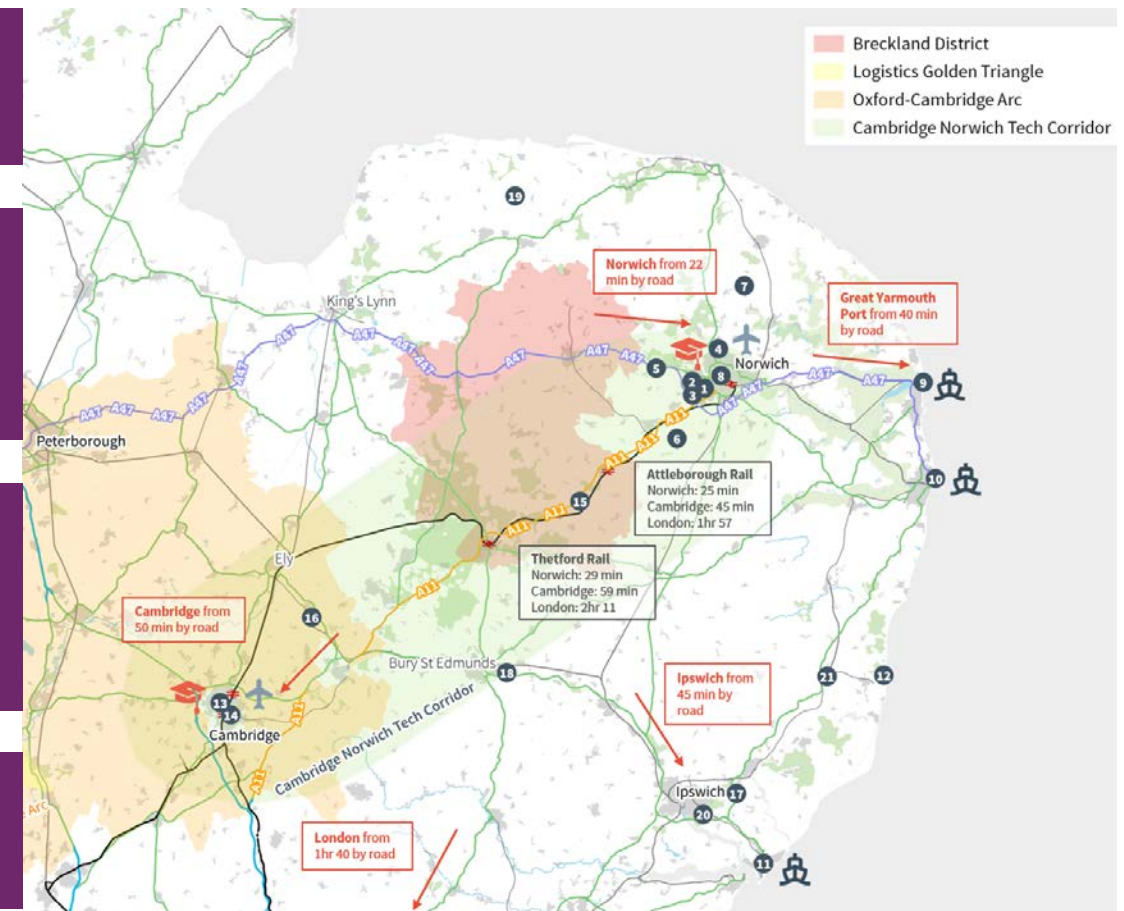 Breckland District
Logistics Golden Triangle
Oxford-Cambridge Arc
Cambridge Norwich Tech Corridor
19
Norwich from 22
min by road
7
Great Yarmouth
Port from 40 min
by road
King's Lynn
A47
A47
A47
A47
A47
A47
A47
4
5
Norwich
8
2
1
3
A47
A47
A47
A47
9
A47
A47
A47
A47
A47
Peterborough
A11
A11
A11
6
Attleborough Rail
Norwich: 25 min
Cambridge: 45 min
London: 1hr 57
10
15
A11
A11
Thetford Rail
Norwich: 29 min
Cambridge: 59 min
London: 2hr 11
Ely
A11
Cambridge from
50 min by road
16
Bury St Edmunds
18
Ipswich from
45 min by
road
21
12
13
14
Cambridge
A11
A11
Cambridge Norwich Tech Corridor
Ipswich
17
20
Arc
London from
1hr 40 by road
11